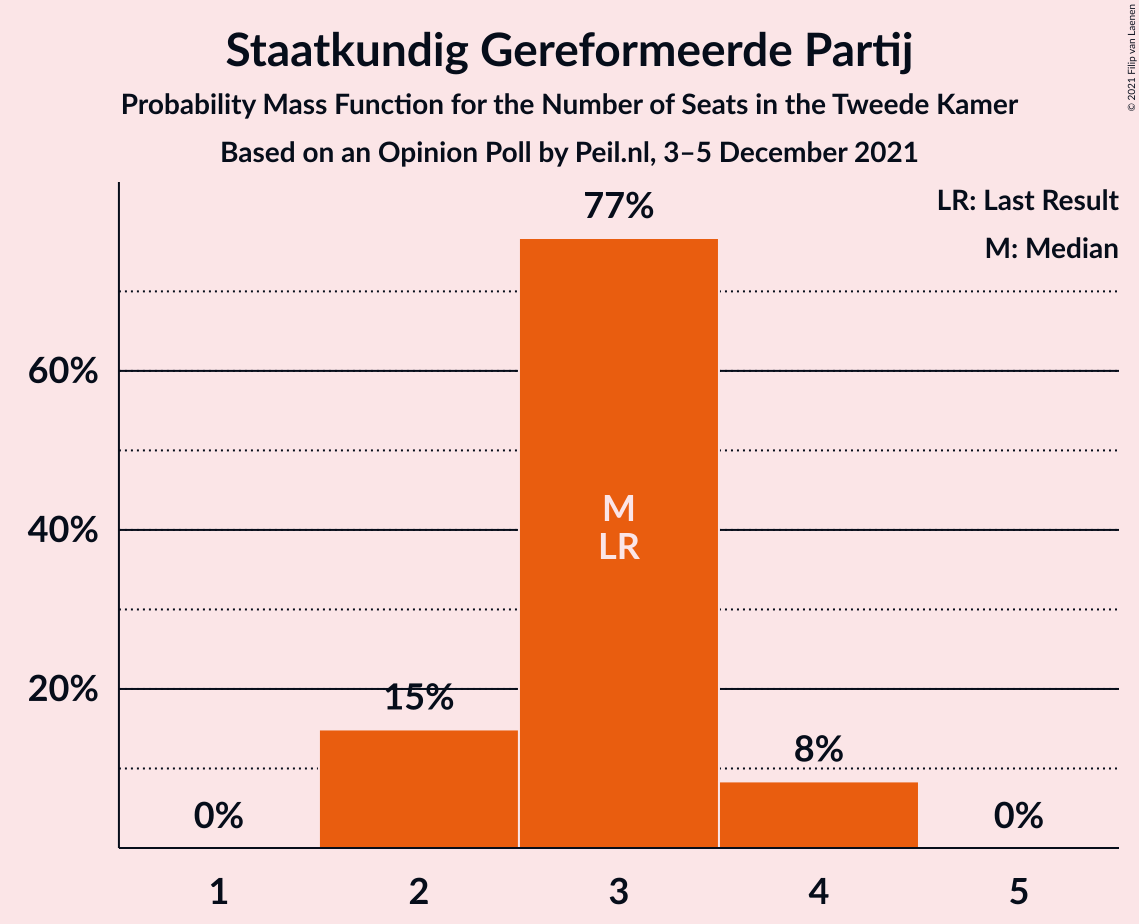 Staatkundig Gereformeerde Partij
Probability Mass Function for the Number of Seats in the Tweede Kamer
Based on an Opinion Poll by Peil.nl, 3–5 December 2021
© 2021 Filip van Laenen
LR: Last Result
M: Median
77%
60%
M
40%
LR
20%
15%
8%
0%
0%
1
2
3
4
5